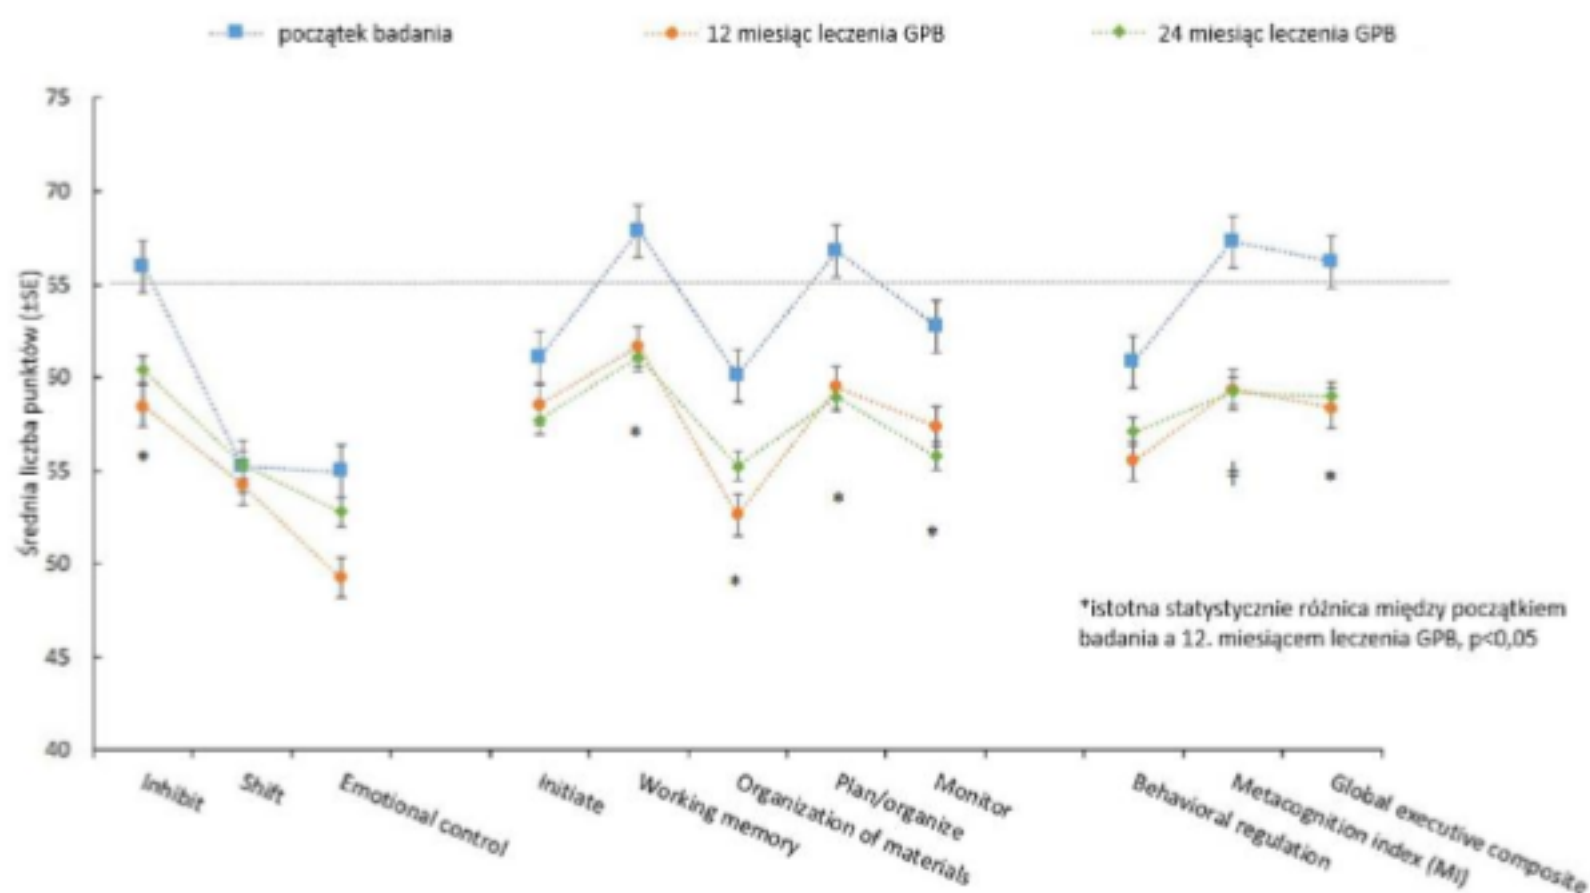 początek badania
12 miesiąc leczenia GPB
24 miesiąc leczenia GPB
Średnia liczba punktów (±SE)
75
70
65
60
55
50
45
40
Inhibit
Shift
Emotional control
Initiate
Working memory
Organization of materials
Plan/organize
Monitor
Behavioral regulation
Metacognition index (MI)
Global executive composite
*istotna statystycznie różnica między początkiem
badania a 12. miesiącem leczenia GPB, p<0,05